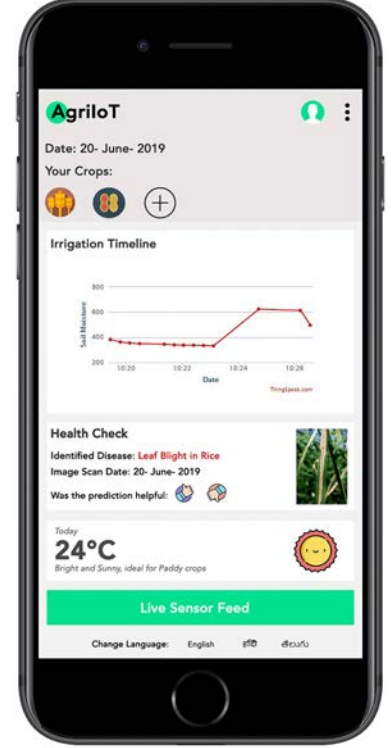 AgriIoT
Date: 20- June- 2019
Your Crops:
Irrigation Timeline
800
600
400
200
Soil Moisture
10:20 10:22 10:24 10:26
Date
ThingSpeak.com
Health Check
Identified Disease: Leaf Blight in Rice
Image Scan Date: 20- June- 2019
Was the prediction helpful:
Today
24°C
Bright and Sunny, ideal for Paddy crops
Live Sensor Feed
Change Language: English తెలుగు